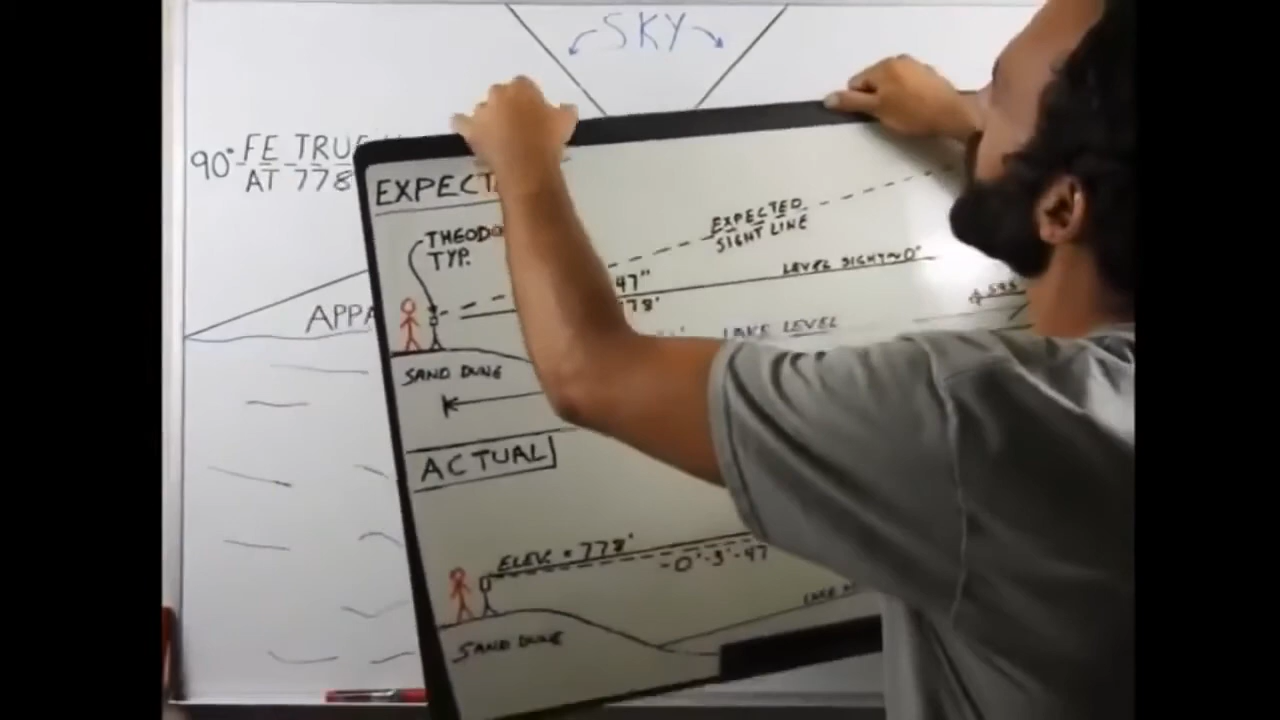 SKY
90° FE TRUE
AT 778
APPA
EXPECT
THEODO
TYP.
EXPECTED
SIGHT LINE
47"
LEVEL SIGHT ~ 0°
78'
LAKE LEVEL
SAND DUNE
ACTUAL
ELEV. = 778'
-0°-3'-47
SAND DUNE